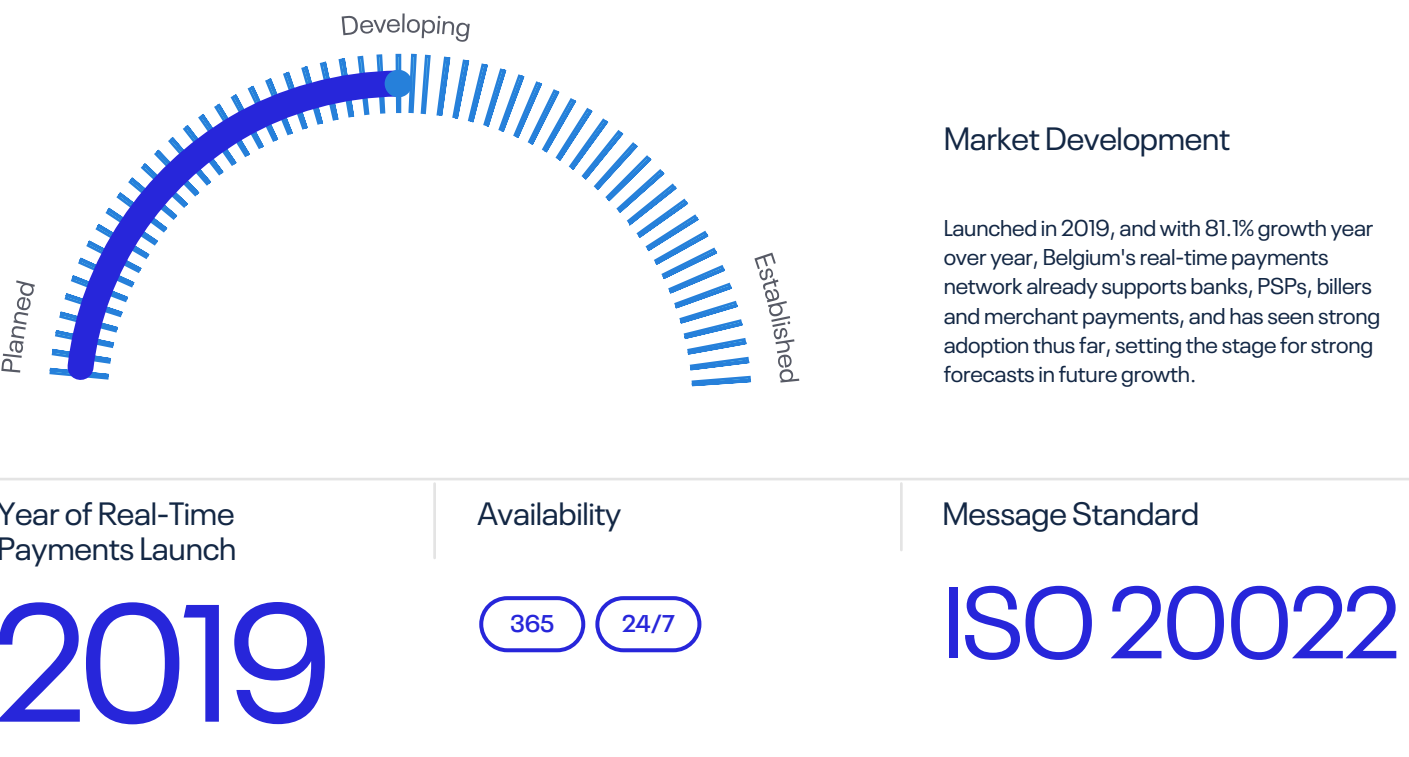 Developing
Planned
Established
Market Development
Launched in 2019, and with 81.1% growth year
over year, Belgium's real-time payments
network already supports banks, PSPs, billers
and merchant payments, and has seen strong
adoption thus far, setting the stage for strong
forecasts in future growth.
Year of Real-Time
Payments Launch
2019
Availability
365
24/7
Message Standard
ISO 20022